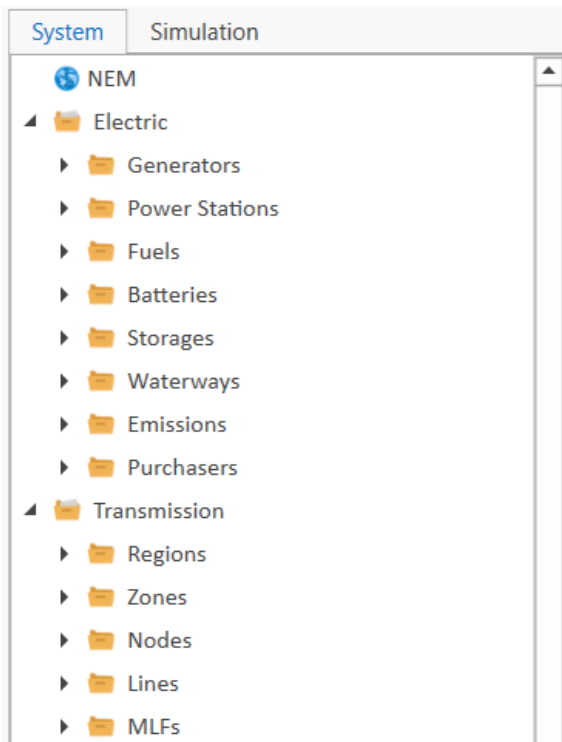 System Simulation
NEM
Electric
Generators
Power Stations
Fuels
Batteries
Storages
Waterways
Emissions
Purchasers
Transmission
Regions
Zones
Nodes
Lines
MLFs